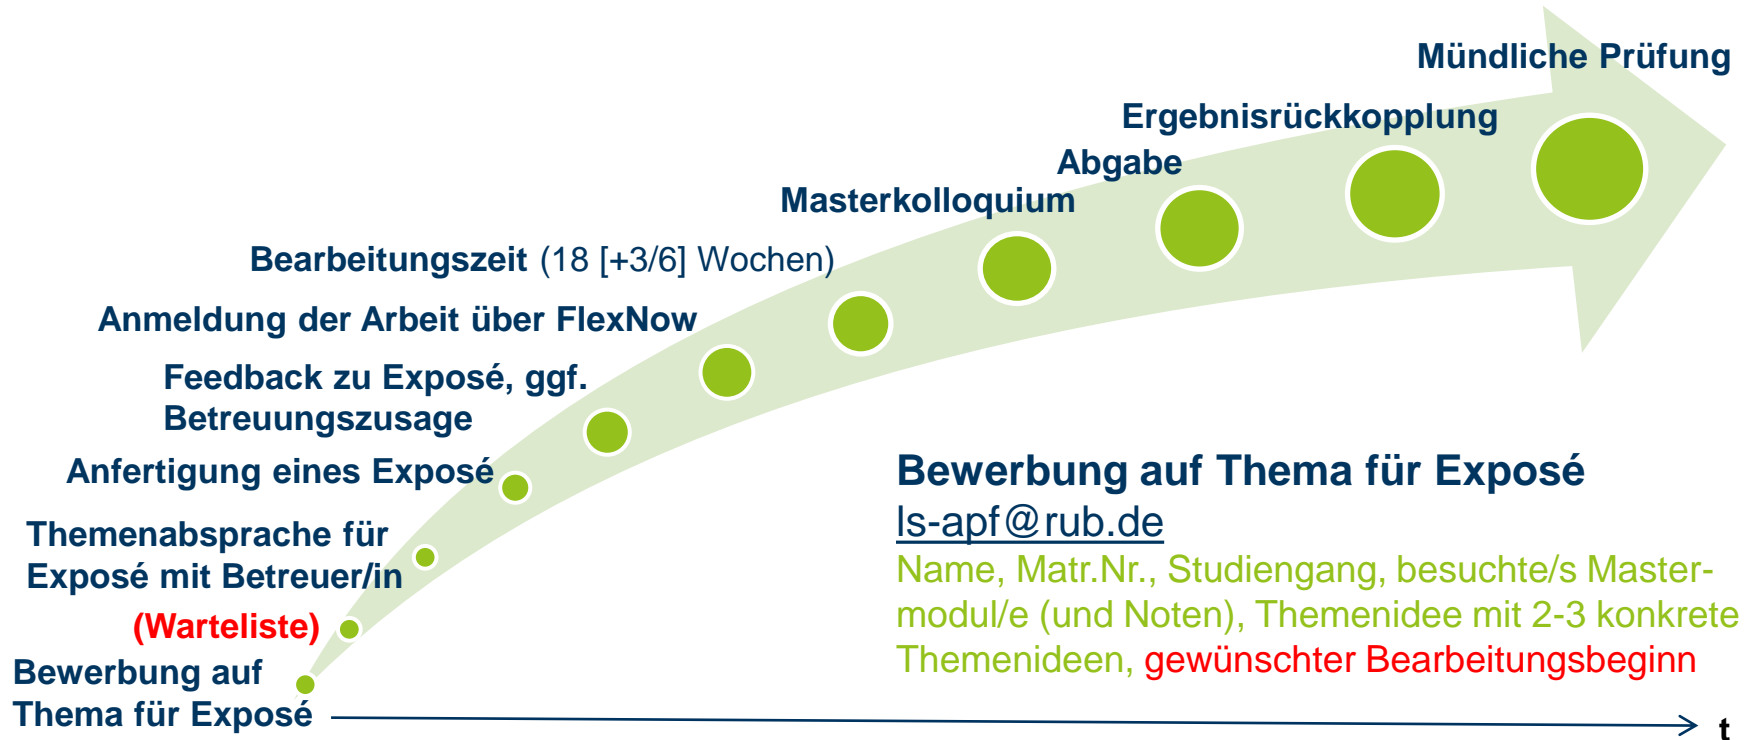 Mündliche Prüfung
Ergebnisrückkopplung
Abgabe
Masterkolloquium
Bearbeitungszeit (18 [+3/6] Wochen)
Anmeldung der Arbeit über FlexNow
Feedback zu Exposé, ggf.
Betreuungszusage
Anfertigung eines Exposé
Themenabsprache für
Exposé mit Betreuer/in
(Warteliste)
Bewerbung auf
Thema für Exposé
Bewerbung auf Thema für Exposé
ls-apf@rub.de
Name, Matr.Nr., Studiengang, besuchte/s Master-
modul/e (und Noten), Themenidee mit 2-3 konkrete
Themenideen, gewünschter Bearbeitungsbeginn
t